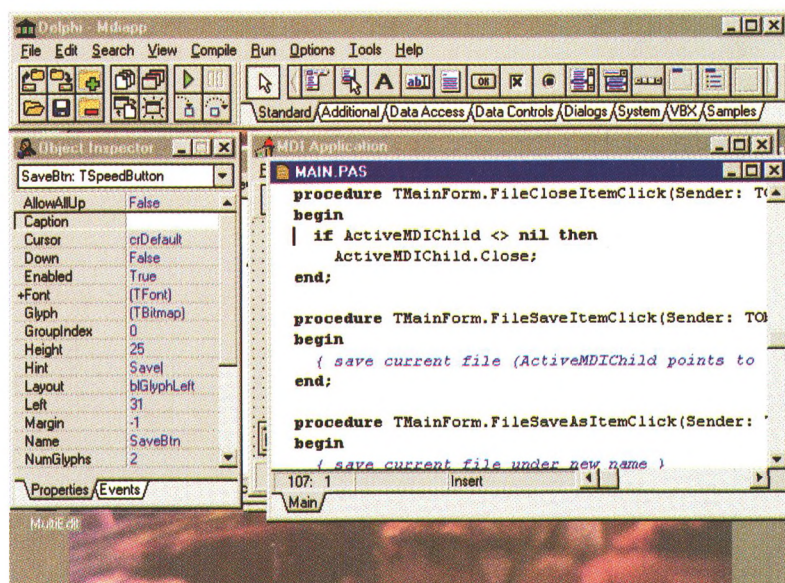 Delphi - Mdiapp
File Edit Search View Compile Run Options Tools Help
A ab OK
Standard Additional Data Access Data Controls Dialogs System VBX Samples
Object Inspector
SaveBtn: TSpeedButton
AllowAllUp False
Caption
Cursor crDefault
Down False
Enabled True
+Font (TFont)
Glyph (TBitmap)
GroupIndex 0
Height 25
Hint Save|
Layout blGlyphLeft
Left 31
Margin -1
Name SaveBtn
NumGlyphs 2
Properties Events
MDI Application
MAIN.PAS
procedure TMainForm.FileCloseItemClick(Sender:
begin
if ActiveMDIChild <> nil then
ActiveMDIChild.Close;
end;
procedure TMainForm.FileSaveItemClick(Sender:
begin
{ save current file (ActiveMDIChild points to
end;
procedure TMainForm.FileSaveAsItemClick(Sender:
begin
{ save current file under new name }
107: 1 Insert
Main
MultiEdit